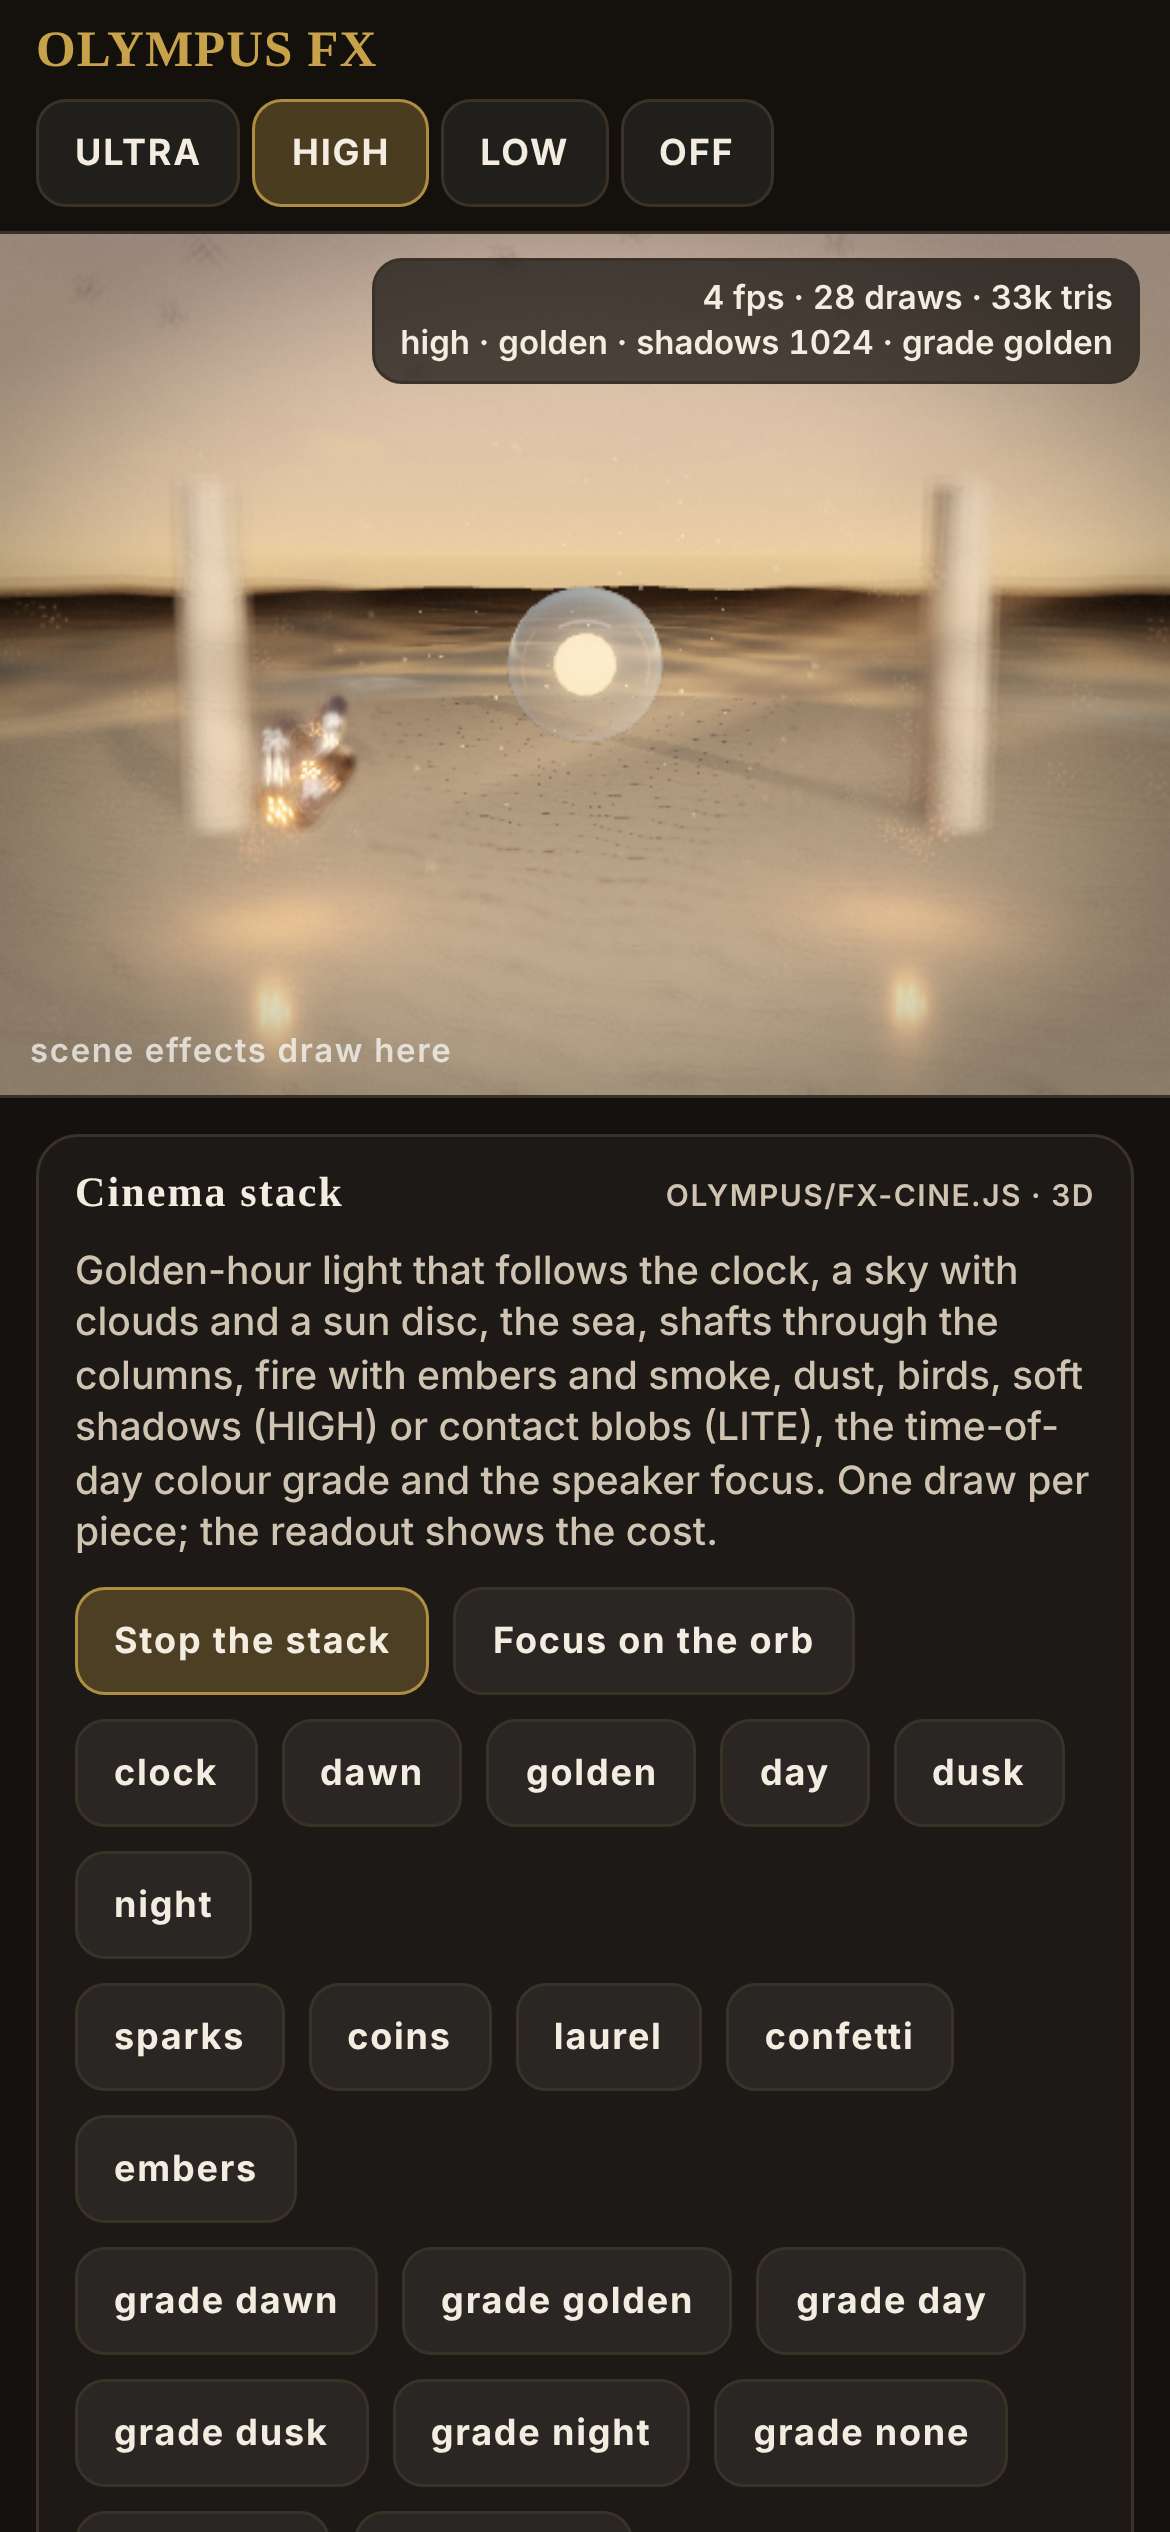 OLYMPUS FX
ULTRA HIGH LOW OFF
4 fps · 28 draws · 33k tris
high · golden · shadows 1024 · grade golden
scene effects draw here
Cinema stack OLYMPUS/FX-CINE.JS · 3D
Golden-hour light that follows the clock, a sky with
clouds and a sun disc, the sea, shafts through the
columns, fire with embers and smoke, dust, birds, soft
shadows (HIGH) or contact blobs (LITE), the time-of-
day colour grade and the speaker focus. One draw per
piece; the readout shows the cost.
Stop the stack Focus on the orb
clock dawn golden day dusk
night
sparks coins laurel confetti
embers
grade dawn grade golden grade day
grade dusk grade night grade none